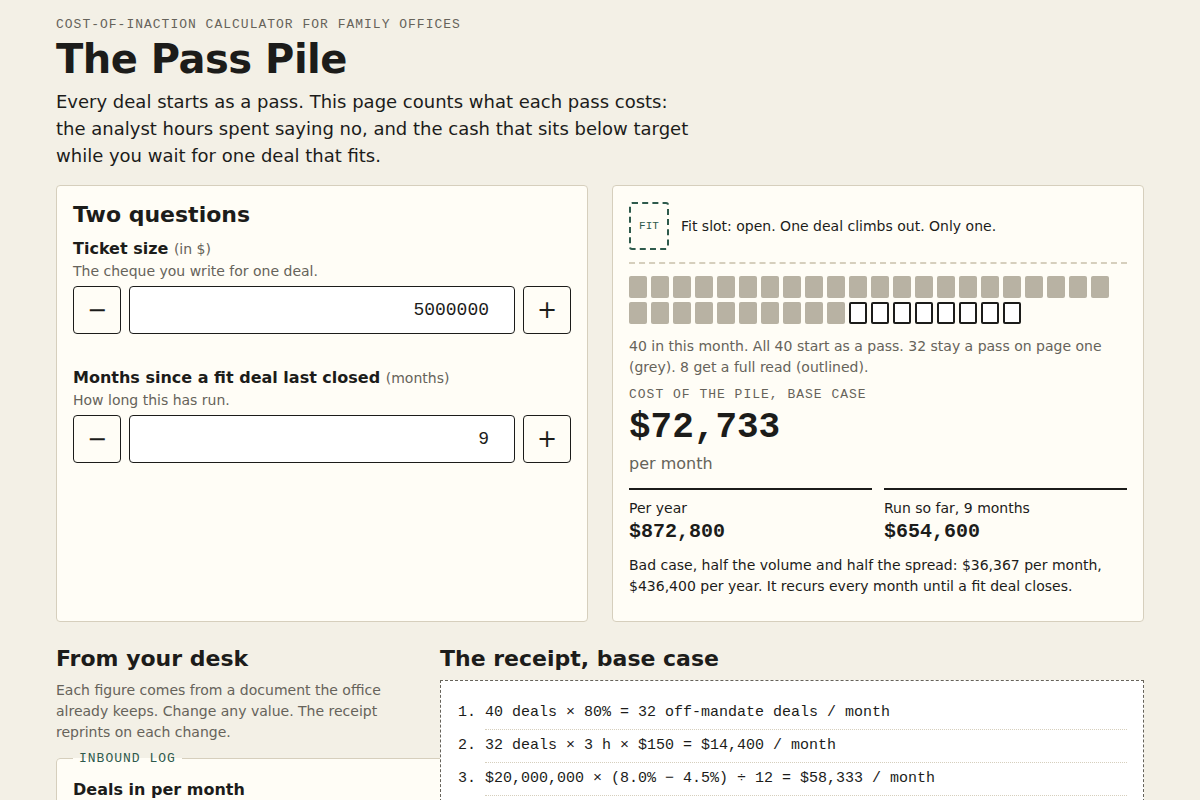 COST-OF-INACTION CALCULATOR FOR FAMILY OFFICES
The Pass Pile
Every deal starts as a pass. This page counts what each pass costs:
the analyst hours spent saying no, and the cash that sits below target
while you wait for one deal that fits.
Two questions
Ticket size (in $)
The cheque you write for one deal.
− 5000000 +
Months since a fit deal last closed (months)
How long this has run.
− 9 +
FIT
Fit slot: open. One deal climbs out. Only one.
40 in this month. All 40 start as a pass. 32 stay a pass on page one
(grey). 8 get a full read (outlined).
COST OF THE PILE, BASE CASE
$72,733
per month
Per year
$872,800
Run so far, 9 months
$654,600
Bad case, half the volume and half the spread: $36,367 per month,
$436,400 per year. It recurs every month until a fit deal closes.
From your desk
Each figure comes from a document the office
already keeps. Change any value. The receipt
reprints on each change.
INBOUND LOG
Deals in per month
The receipt, base case
1. 40 deals × 80% = 32 off-mandate deals / month
2. 32 deals × 3 h × $150 = $14,400 / month
3. $20,000,000 × (8.0% − 4.5%) ÷ 12 = $58,333 / month